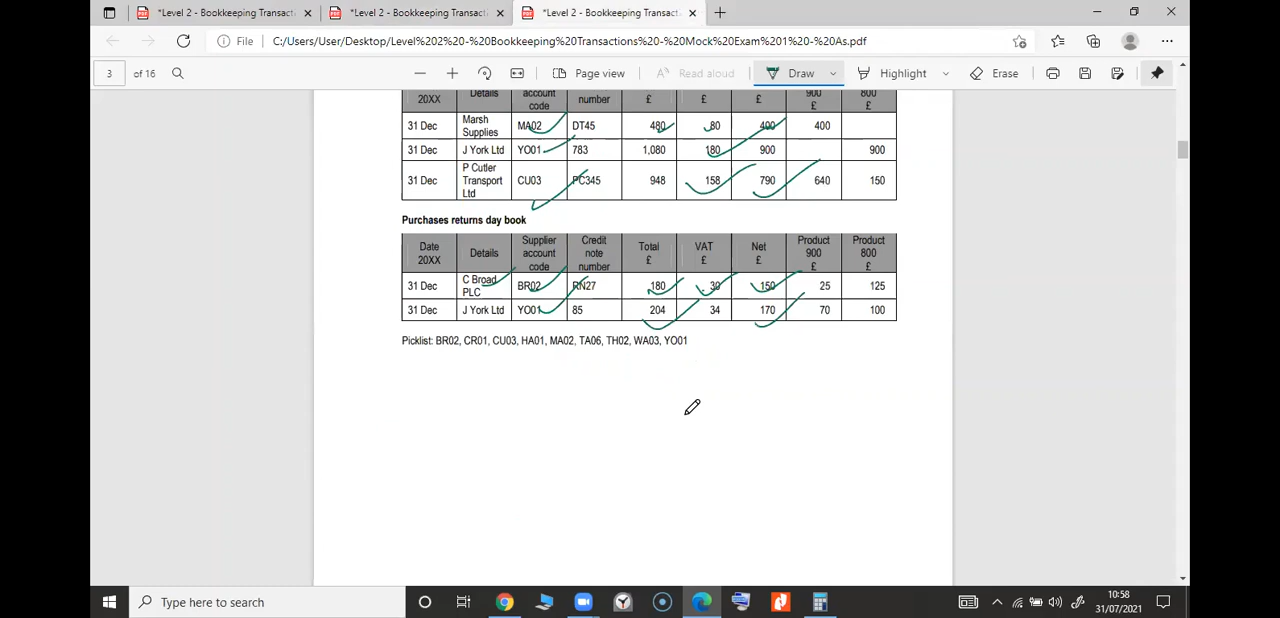 *Level 2 - Bookkeeping Transact
*Level 2 - Bookkeeping Transact
*Level 2 - Bookkeeping Transact
File C:/Users/User/Desktop/Level%202%20-%20Bookkeeping%20Transactions%20-%20Mock%20Exam%201%20-%20As.pdf
3 of 16 Page view Read aloud Draw Highlight Erase
20XX Details account code number £ £ £ 900 £ 800 £
31 Dec Marsh Supplies MA02 DT45 480 80 400 400
31 Dec J York Ltd YO01 783 1,080 180 900 900
31 Dec P Cutler Transport Ltd CU03 PC345 948 158 790 640 150
Purchases returns day book
Date 20XX Details Supplier account code Credit note number Total £ VAT £ Net £ Product 900 £ Product 800 £
31 Dec C Broad PLC BR02 RN27 180 30 150 25 125
31 Dec J York Ltd YO01 85 204 34 170 70 100
Picklist: BR02, CR01, CU03, HA01, MA02, TA06, TH02, WA03, YO01
Type here to search
10:58
31/07/2021